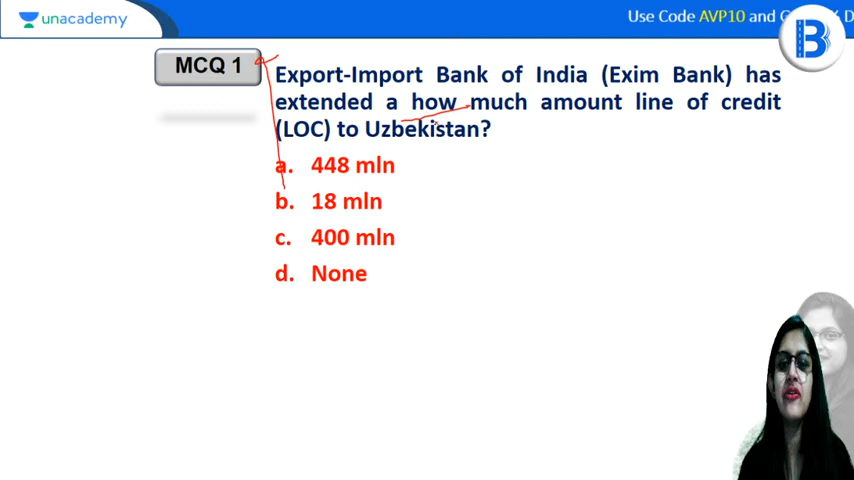 unacademy
Use Code AVP10 and G
D
B
MCQ 1
Export-Import Bank of India (Exim Bank) has
extended a how much amount line of credit
(LOC) to Uzbekistan?
a. 448 mln
b. 18 mln
c. 400 mln
d. None